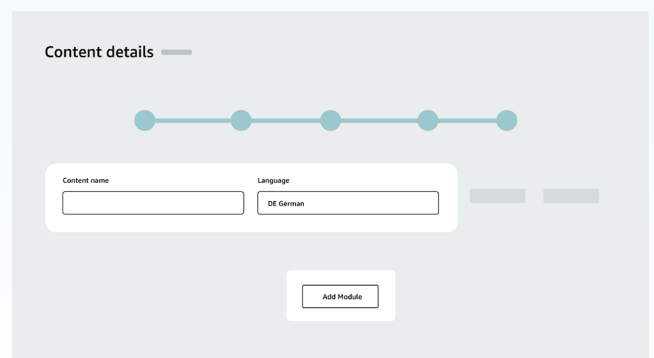 Content details
Content name
Language
DE German
Add Module